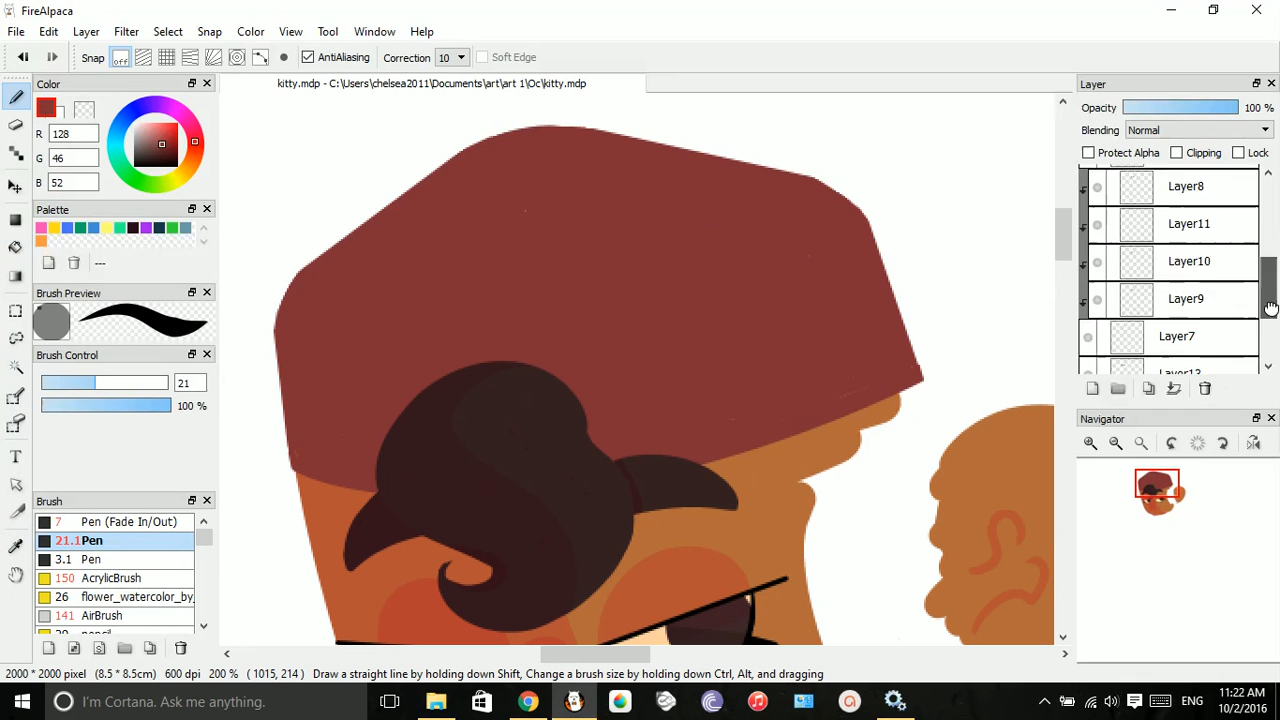 FireAlpaca
File Edit Layer Filter Select Snap Color View Tool Window Help
Snap off AntiAliasing Correction 10 Soft Edge
kitty.mdp - C:\Users\chelsea2011\Documents\art\art 1\Oc\kitty.mdp
Color
R 128
G 46
B 52
Palette
---
Brush Preview
Brush Control
21
100 %
Brush
7 Pen (Fade In/Out)
21.1 Pen
3.1 Pen
150 AcrylicBrush
26 flower_watercolor_by_
141 AirBrush
Layer
Opacity 100 %
Blending Normal
Protect Alpha Clipping Lock
Layer8
Layer11
Layer10
Layer9
Layer7
Layer13
Navigator
2000 * 2000 pixel (8.5 * 8.5cm) 600 dpi 200 % ( 1015, 214 ) Draw a straight line by holding down Shift, Change a brush size by holding down Ctrl, Alt, and dragging
I'm Cortana. Ask me anything.
ENG
11:22 AM
10/2/2016